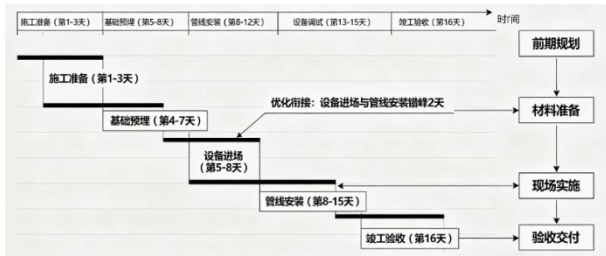 施工准备（第1-3天）
基础预埋（第5-8天）
管线安装（第8-12天）
设备调试（第13-15天）
竣工验收（第16天）
时间
前期规划
施工准备（第1-3天）
优化衔接：设备进场与管线安装错峰2天
材料准备
基础预埋（第4-7天）
设备进场
（第5-8天）
现场实施
管线安装（第8-15天）
竣工验收（第16天）
验收交付